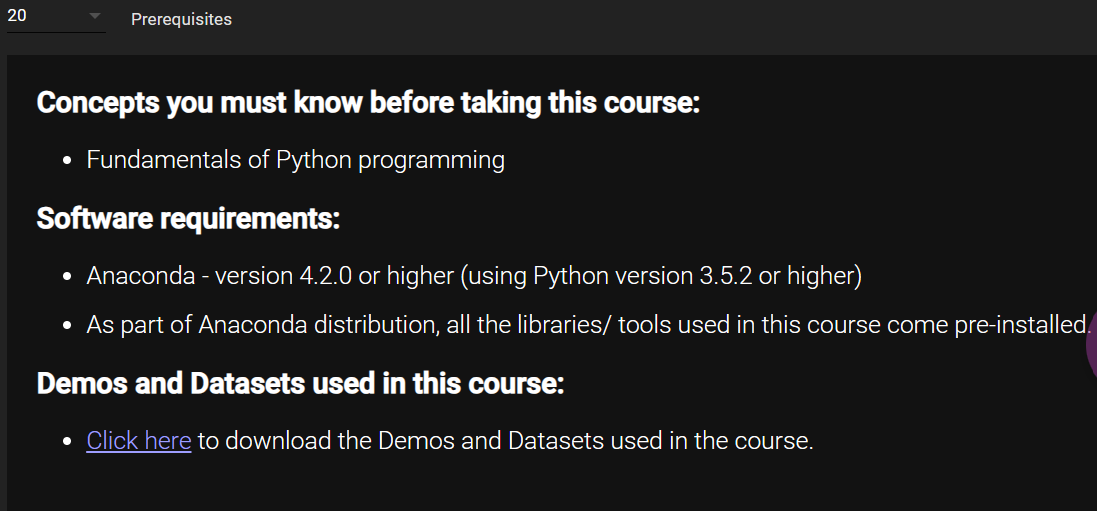 20
Prerequisites
Concepts you must know before taking this course:
• Fundamentals of Python programming
Software requirements:
• Anaconda - version 4.2.0 or higher (using Python version 3.5.2 or higher)
• As part of Anaconda distribution, all the libraries/ tools used in this course come pre-installed.
Demos and Datasets used in this course:
• Click here to download the Demos and Datasets used in the course.